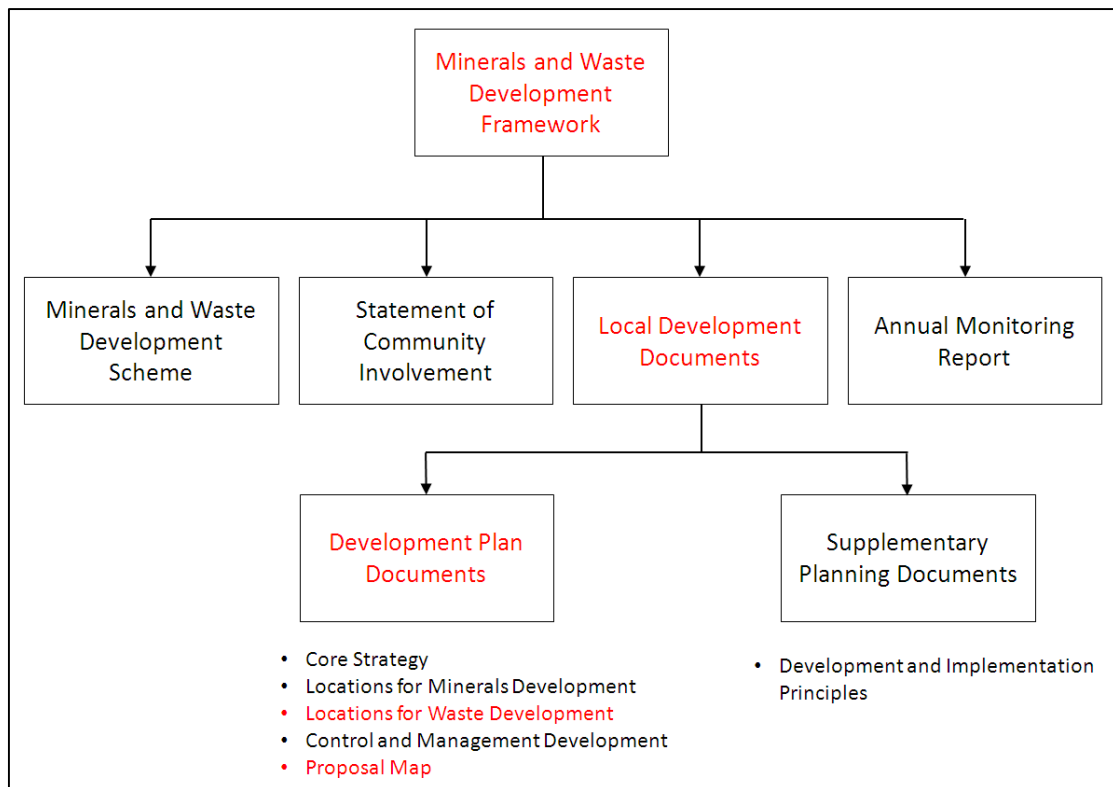 Minerals and Waste
Development
Framework
Minerals and Waste
Development
Scheme
Statement of
Community
Involvement
Local Development
Documents
Annual Monitoring
Report
Development Plan
Documents
Supplementary
Planning Documents
• Core Strategy
• Locations for Minerals Development
• Locations for Waste Development
• Control and Management Development
• Proposal Map
• Development and Implementation
Principles